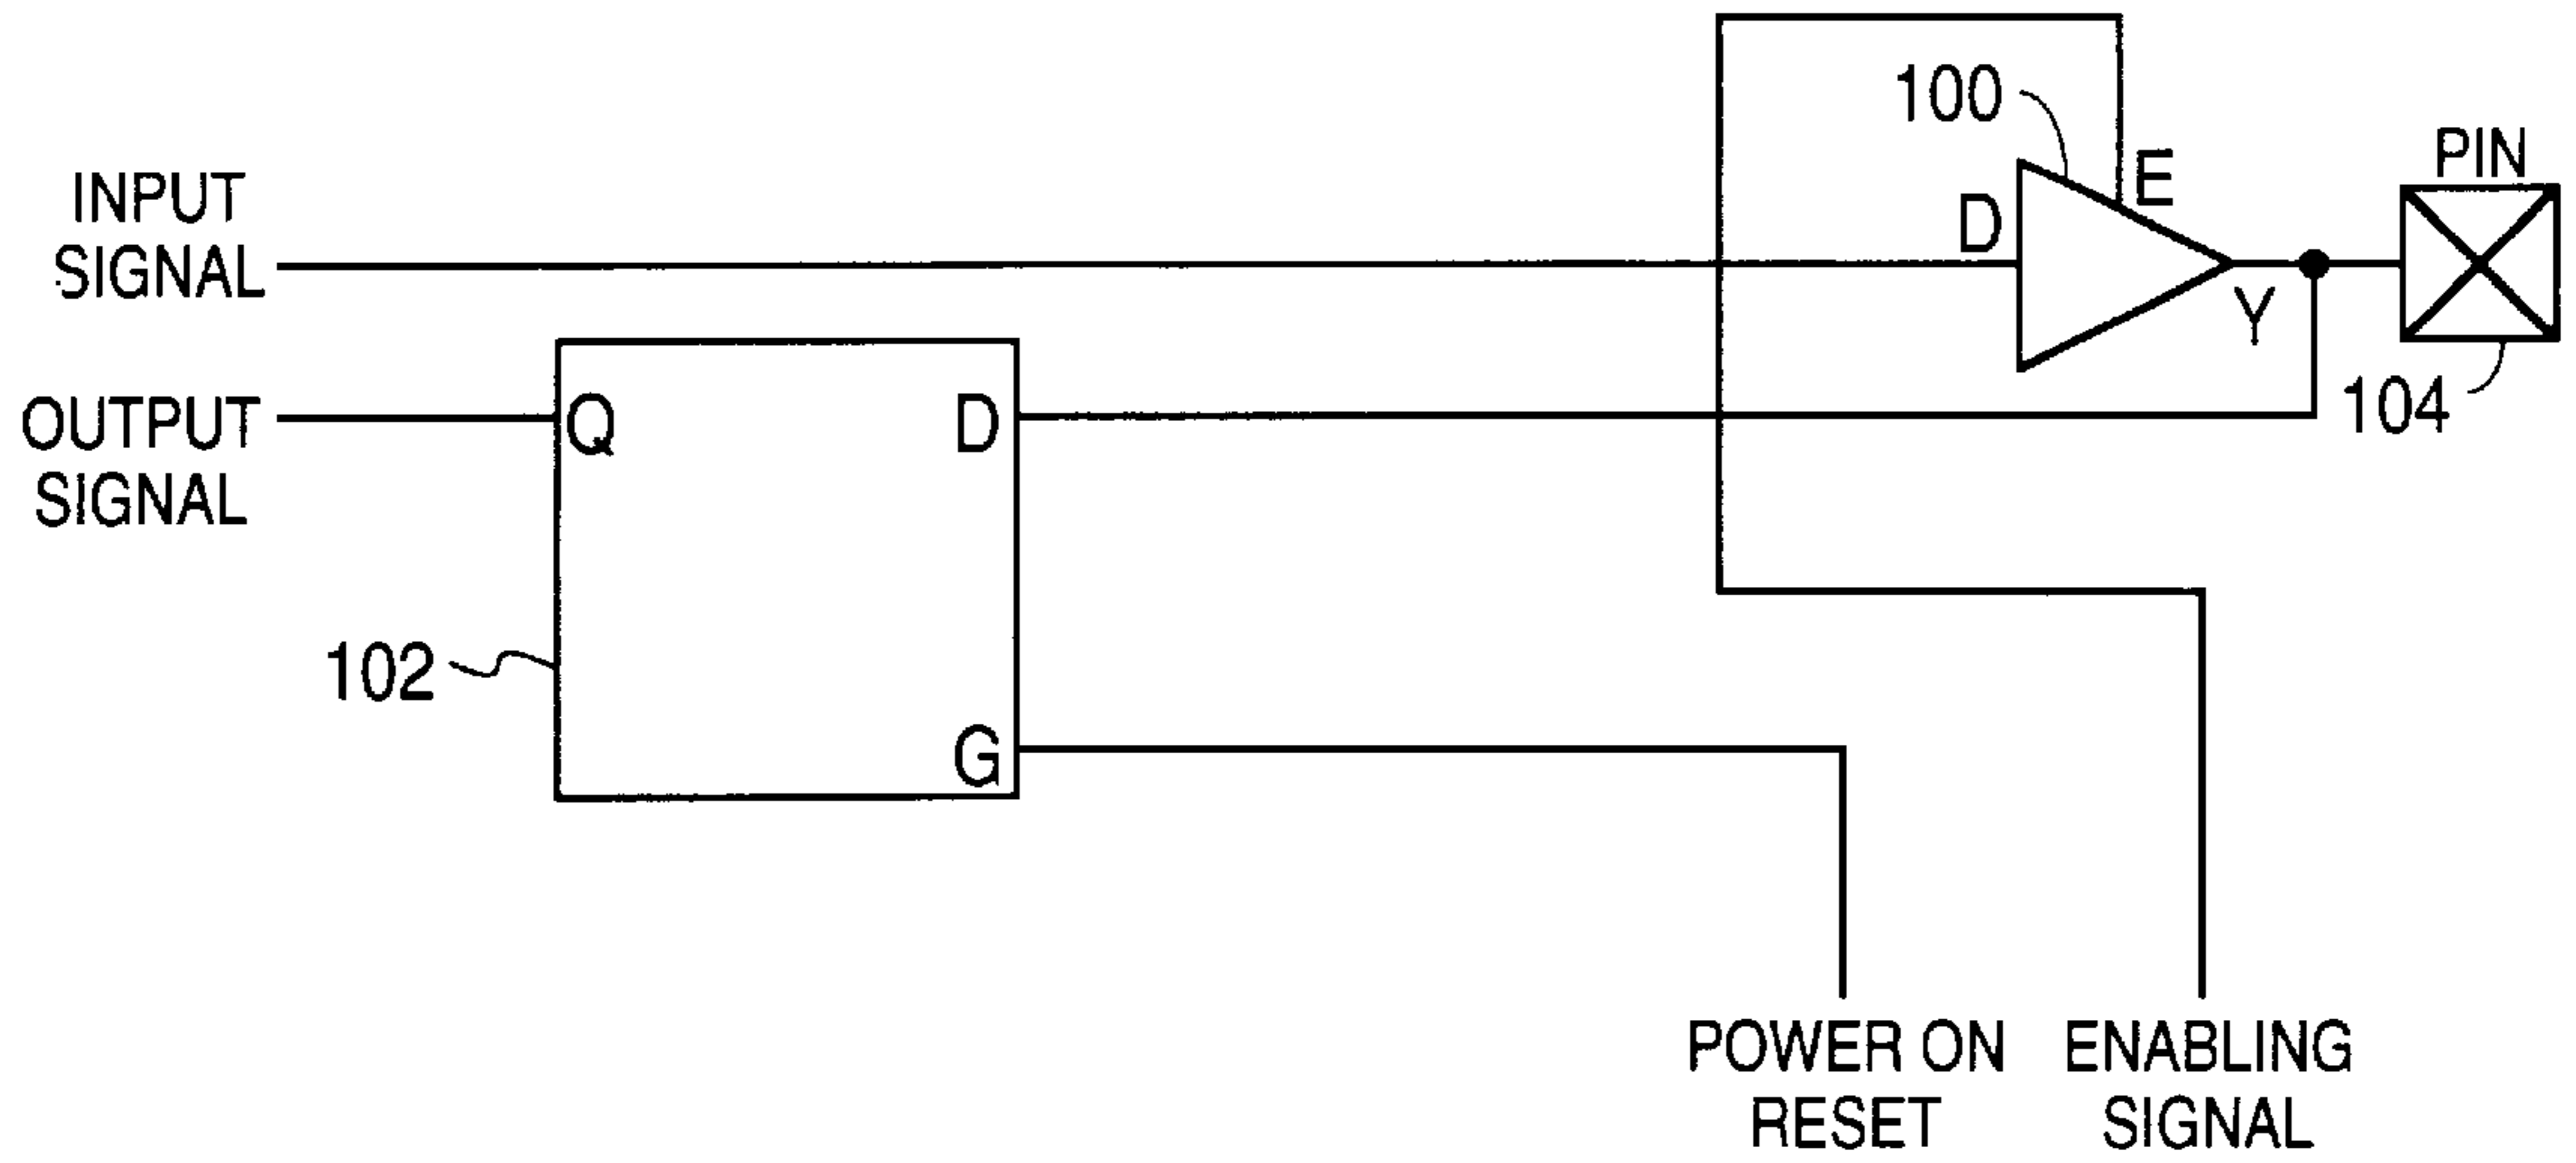 100
E
PIN
INPUT
SIGNAL
D
Y
104
OUTPUT
SIGNAL
Q
D
102
G
POWER ON
RESET
ENABLING
SIGNAL